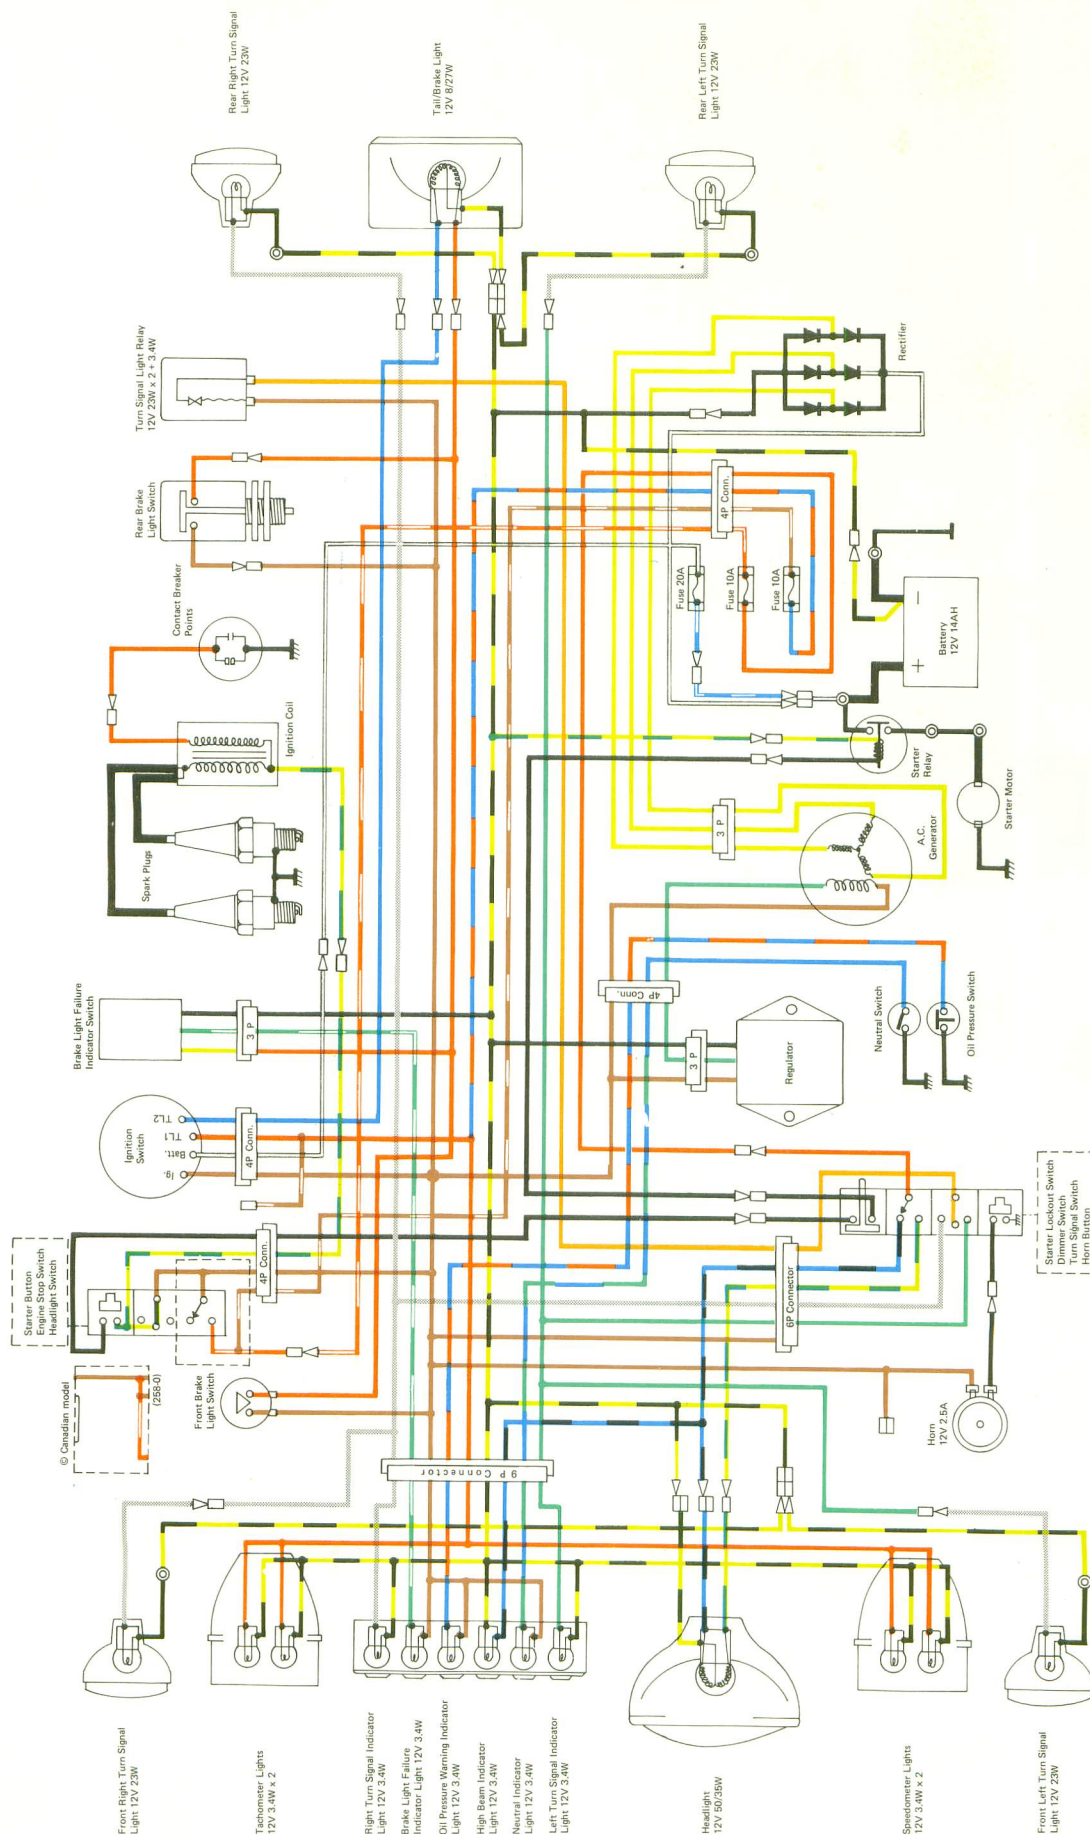 Rear Right Turn Signal
Light 12V 23W
Tail/Brake Light
12V 8/27W
Rear Left Turn Signal
Light 12V 23W
Turn Signal Light Relay
12V 23W x 2 + 3.4W
Rear Brake
Light Switch
Contact Breaker
Points
Ignition Coil
Spark Plugs
Rectifier
4P Conn.
Fuse 20A
Fuse 10A
Fuse 10A
Battery
12V 14AH
+
−
Starter
Relay
Starter Motor
3 P
A.C.
Generator
Brake Light Failure
Indicator Switch
3 P
4P Conn.
3 P
Regulator
Neutral Switch
Oil Pressure Switch
Ignition
Switch
TL2
TL1
Batt.
Ig.
4P Conn.
Starter Button
Engine Stop Switch
Headlight Switch
4P Conn.
6P Connector
Starter Lockout Switch
Dimmer Switch
Turn Signal Switch
Horn Button
© Canadian model
(258-0)
Front Brake
Light Switch
Horn
12V 2.5A
9 P Connector
Front Right Turn Signal
Light 12V 23W
Tachometer Lights
12V 3.4W x 2
Right Turn Signal Indicator
Light 12V 3.4W
Brake Light Failure
Indicator Light 12V 3.4W
Oil Pressure Warning Indicator
Light 12V 3.4W
High Beam Indicator
Light 12V 3.4W
Neutral Indicator
Light 12V 3.4W
Left Turn Signal Indicator
Light 12V 3.4W
Headlight
12V 50/35W
Speedometer Lights
12V 3.4W x 2
Front Left Turn Signal
Light 12V 23W